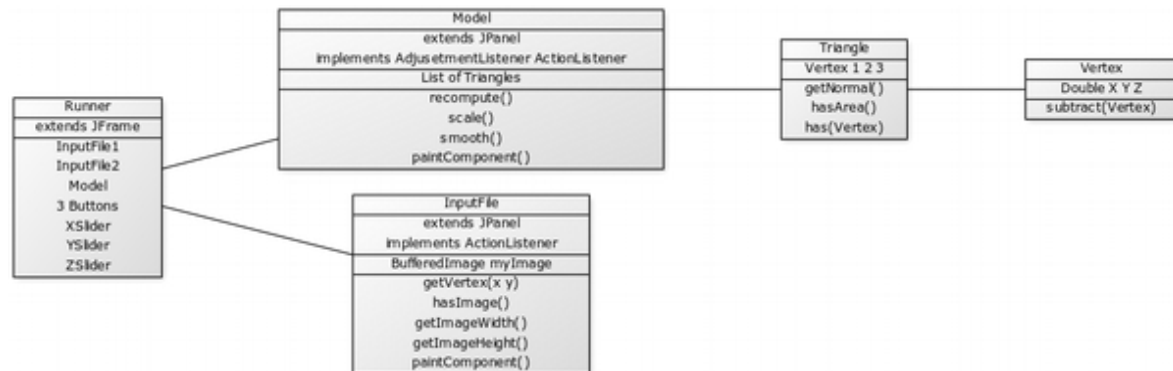 Runner
extends JFrame
InputFile1
InputFile2
Model
3 Buttons
XSlider
YSlider
ZSlider
Model
extends JPanel
implements AdjusetmentListener ActionListener
List of Triangles
recompute()
scale()
smooth()
paintComponent()
InputFile
extends JPanel
implements ActionListener
BufferedImage myImage
getVertex(x y)
hasImage()
getImageWidth()
getImageHeight()
paintComponent()
Triangle
Vertex 1 2 3
getNormal()
hasArea()
has(Vertex)
Vertex
Double X Y Z
subtract(Vertex)